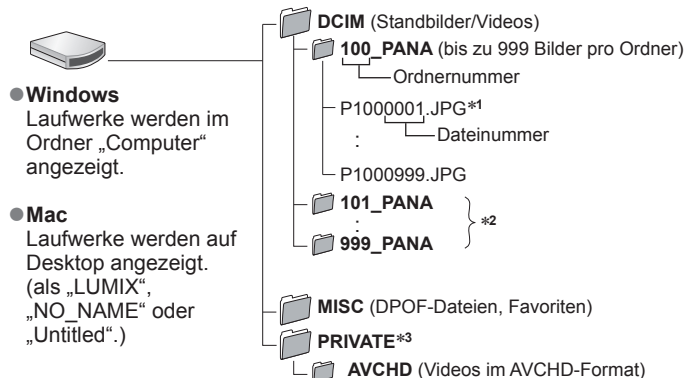 ●Windows
Laufwerke werden im
Ordner „Computer“
angezeigt.
●Mac
Laufwerke werden auf
Desktop angezeigt.
(als „LUMIX“,
„NO_NAME“ oder
„Untitled“.)
DCIM (Standbilder/Videos)
100_PANA (bis zu 999 Bilder pro Ordner)
Ordnernummer
P1000001.JPG*1
Dateinummer
:
P1000999.JPG
101_PANA
:
*2
999_PANA
MISC (DPOF-Dateien, Favoriten)
PRIVATE*3
AVCHD (Videos im AVCHD-Format)